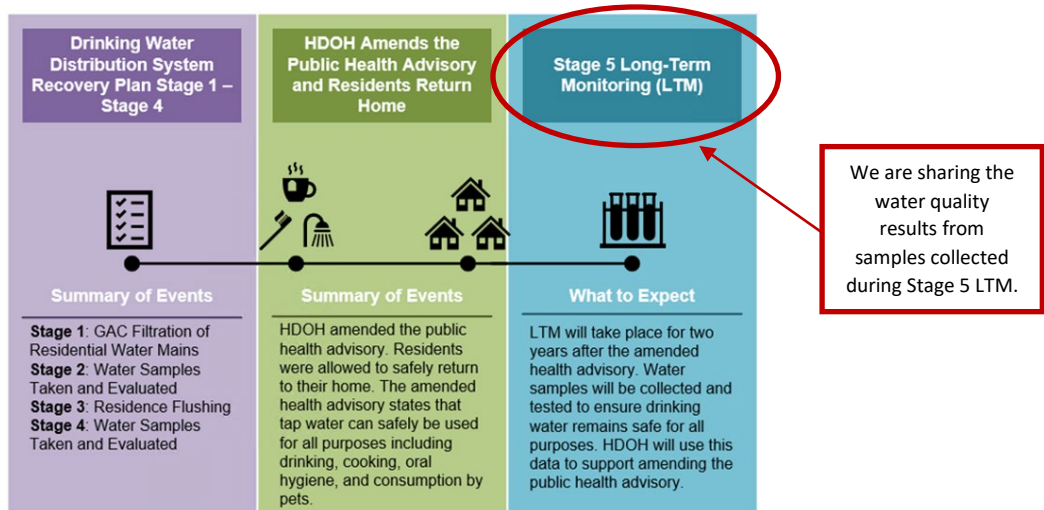 Drinking Water
Distribution System
Recovery Plan Stage 1 –
Stage 4
Summary of Events
Stage 1: GAC Filtration of
Residential Water Mains
Stage 2: Water Samples
Taken and Evaluated
Stage 3: Residence Flushing
Stage 4: Water Samples
Taken and Evaluated
HDOH Amends the
Public Health Advisory
and Residents Return
Home
Summary of Events
HDOH amended the public
health advisory. Residents
were allowed to safely return
to their home. The amended
health advisory states that
tap water can safely be used
for all purposes including
drinking, cooking, oral
hygiene, and consumption by
pets.
Stage 5 Long-Term
Monitoring (LTM)
What to Expect
LTM will take place for two
years after the amended
health advisory. Water
samples will be collected and
tested to ensure drinking
water remains safe for all
purposes. HDOH will use this
data to support amending the
public health advisory.
We are sharing the
water quality
results from
samples collected
during Stage 5 LTM.